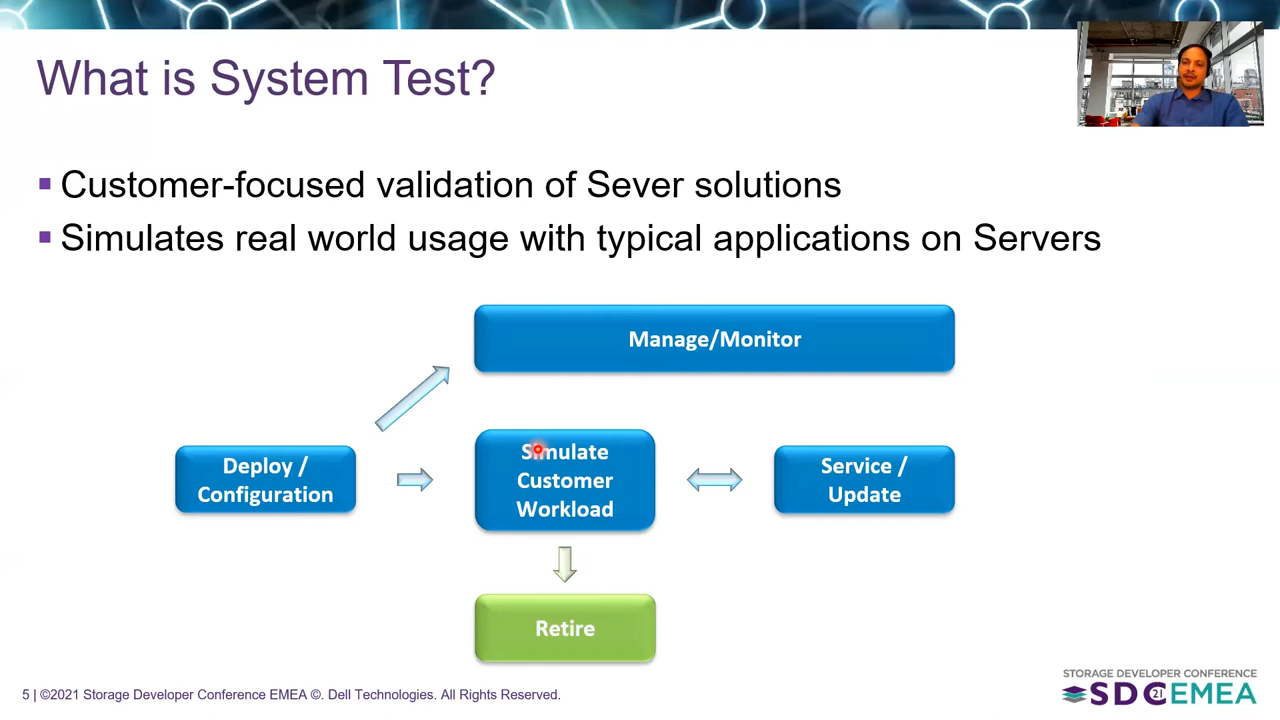 What is System Test?
Customer-focused validation of Sever solutions
Simulates real world usage with typical applications on Servers
Manage/Monitor
Deploy /
Configuration
Simulate
Customer
Workload
Service /
Update
Retire
5 | ©2021 Storage Developer Conference EMEA ©. Dell Technologies. All Rights Reserved.
STORAGE DEVELOPER CONFERENCE
SDC21EMEA